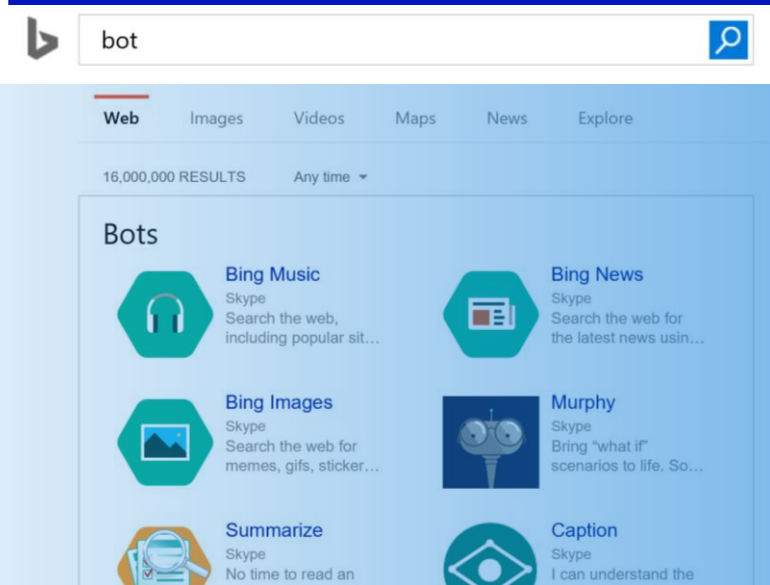 bot
Web Images Videos Maps News Explore
16,000,000 RESULTS Any time
Bots
Bing Music
Skype
Search the web,
including popular sit...
Bing News
Skype
Search the web for
the latest news usin...
Bing Images
Skype
Search the web for
memes, gifs, sticker...
Murphy
Skype
Bring “what if”
scenarios to life. So...
Summarize
Skype
No time to read an
Caption
Skype
I can understand the